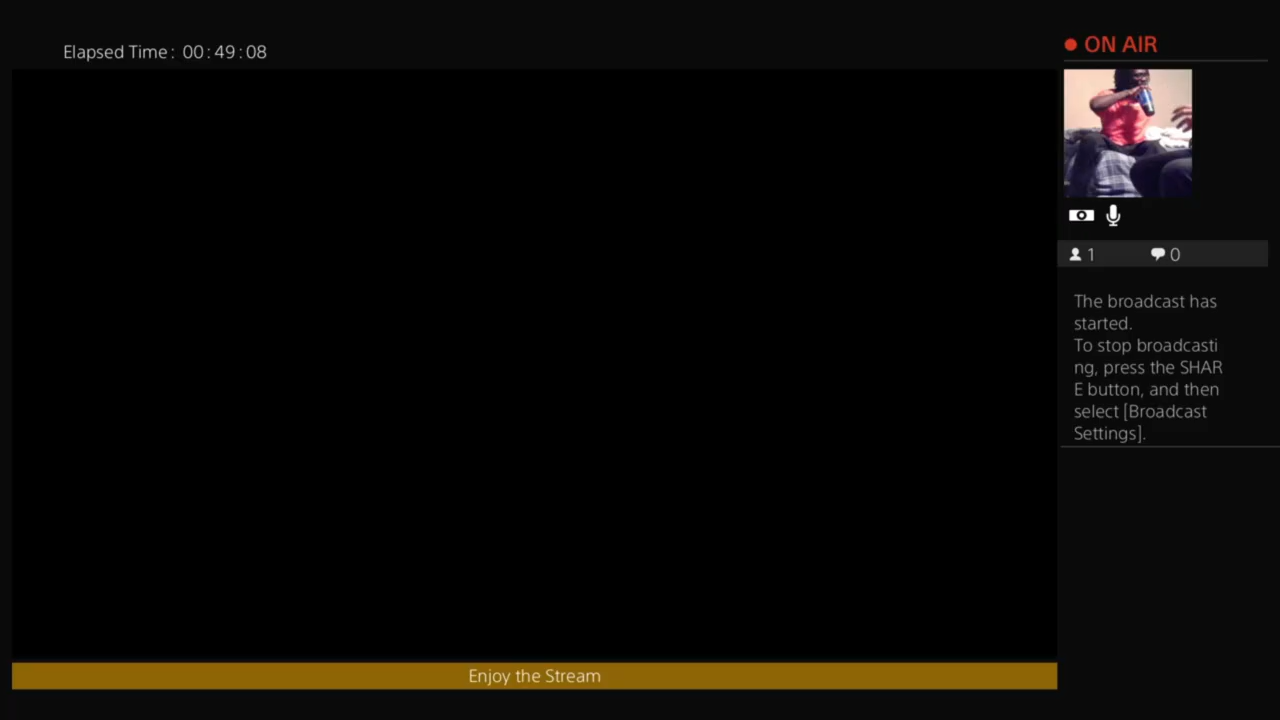 Elapsed Time: 00:49:08
ON AIR
1
0
The broadcast has
started.
To stop broadcasti
ng, press the SHAR
E button, and then
select [Broadcast
Settings].
Enjoy the Stream